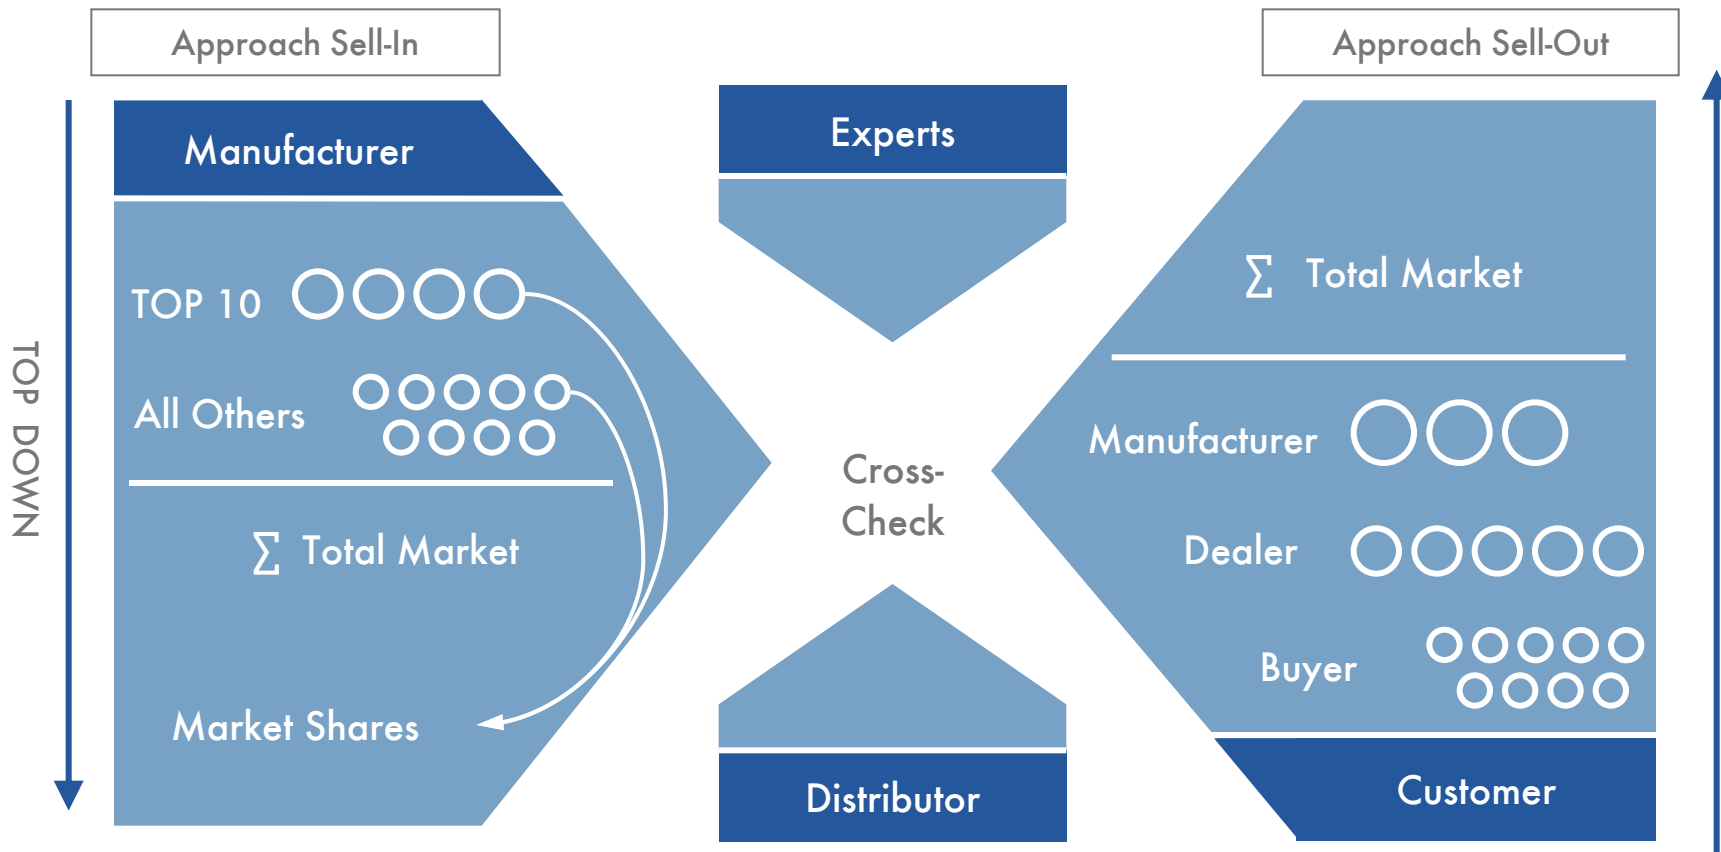 Approach Sell-In
Approach Sell-Out
Manufacturer
TOP 10
All Others
∑ Total Market
Market Shares
TOP DOWN
Experts
Cross-
Check
Distributor
∑ Total Market
Manufacturer
Dealer
Buyer
Customer